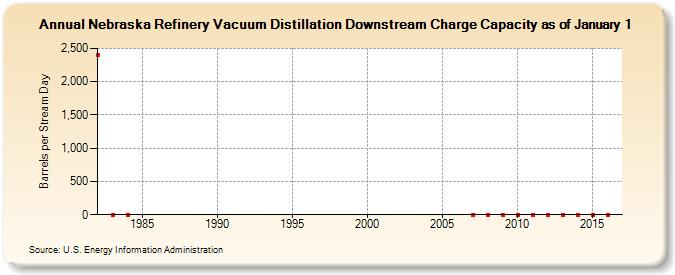 Annual Nebraska Refinery Vacuum Distillation Downstream Charge Capacity as of January 1
Barrels per Stream Day
2,500
2,000
1,500
1,000
500
0
1985 1990 1995 2000 2005 2010 2015
Source: U.S. Energy Information Administration